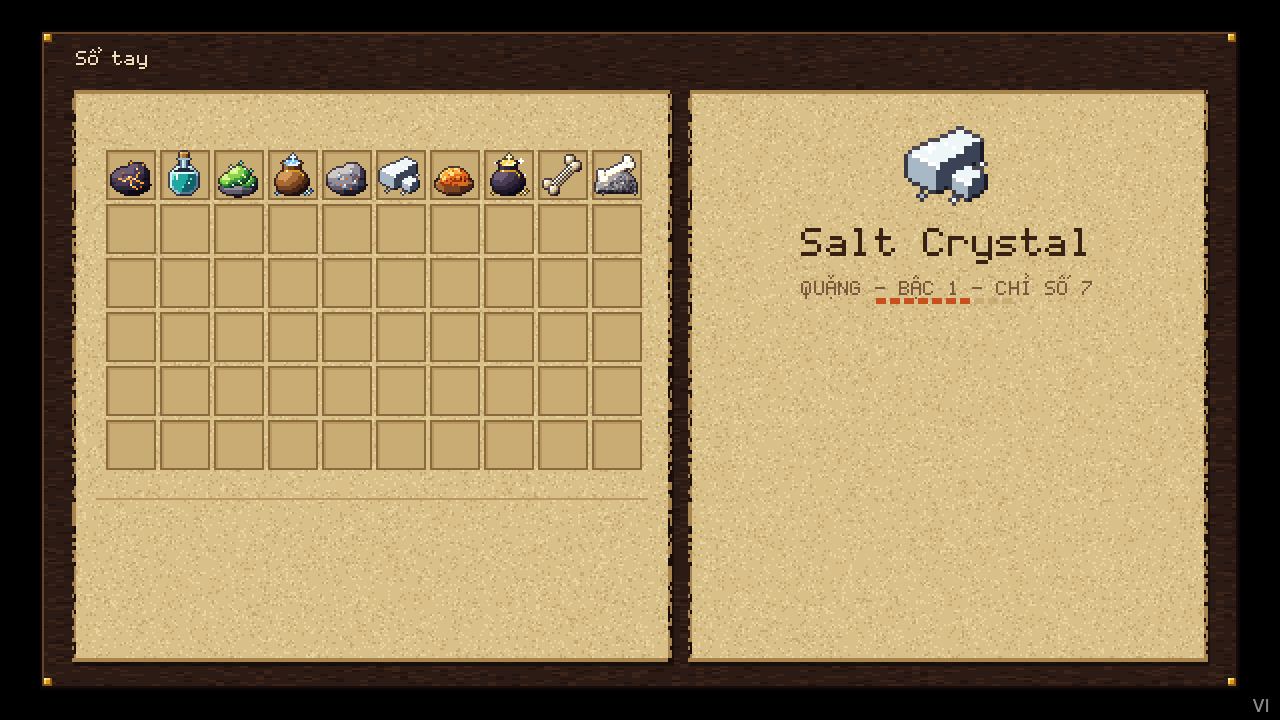 Sổ tay
Salt Crystal
QUẶNG - BẬC 1 - CHỈ SỐ 7
VI